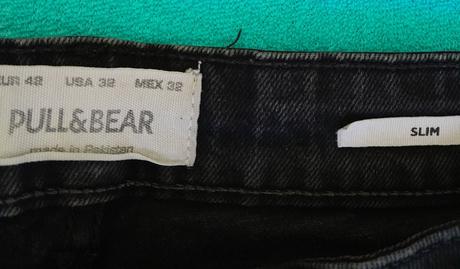 EUR 42 USA 32 MEX 32
PULL&BEAR
made in Pakistan
SLIM